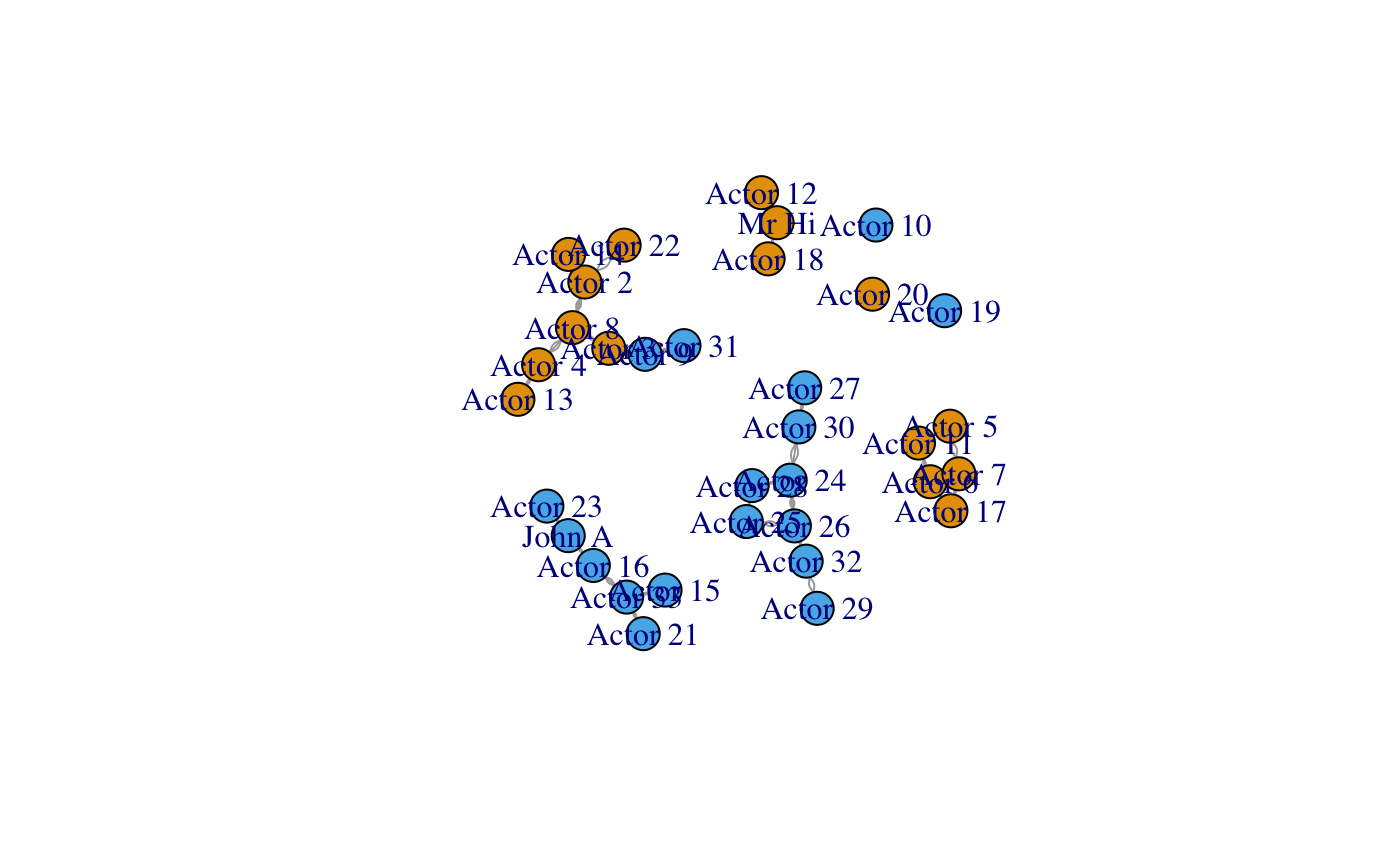 Actor 12
Mr Hi
Actor 10
Actor 18
Actor 14
Actor 22
Actor 2
Actor 20
Actor 19
Actor 8
Actor 3
Actor 9
Actor 31
Actor 4
Actor 13
Actor 27
Actor 30
Actor 5
Actor 11
Actor 7
Actor 6
Actor 17
Actor 28
Actor 24
Actor 25
Actor 26
Actor 23
John A
Actor 16
Actor 32
Actor 33
Actor 15
Actor 29
Actor 21